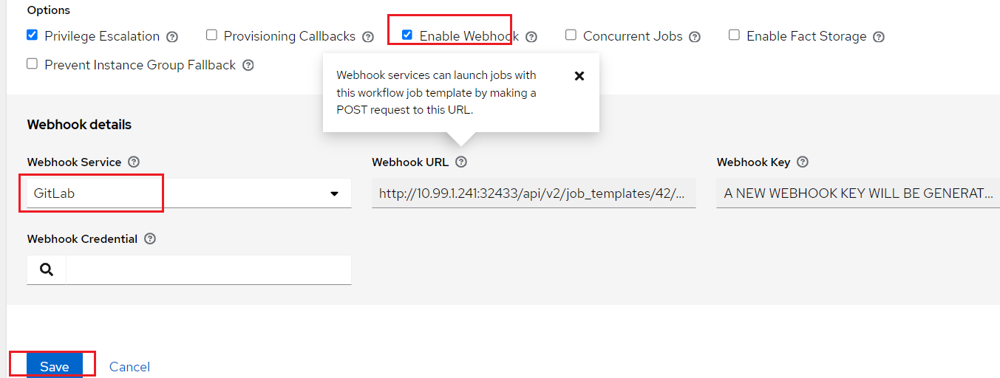 Options
Privilege Escalation Provisioning Callbacks Enable Webhook Concurrent Jobs Enable Fact Storage
Prevent Instance Group Fallback
Webhook services can launch jobs with
this workflow job template by making a
POST request to this URL.
Webhook details
Webhook Service Webhook URL Webhook Key
GitLab http://10.99.1.241:32433/api/v2/job_templates/42/... A NEW WEBHOOK KEY WILL BE GENERAT...
Webhook Credential
Save Cancel